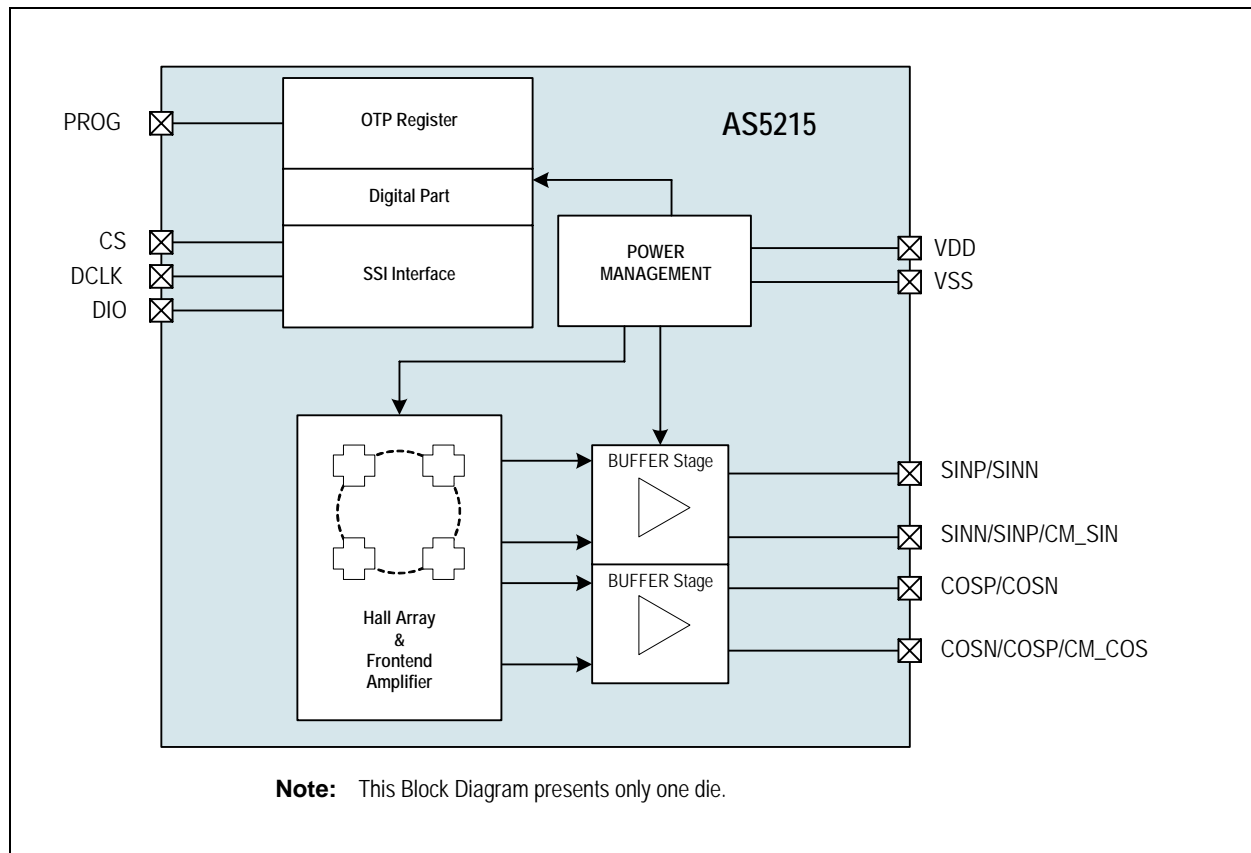 AS5215
PROG
OTP Register
Digital Part
CS
DCLK
DIO
SSI Interface
POWER
MANAGEMENT
VDD
VSS
Hall Array
&
Frontend
Amplifier
BUFFER Stage
BUFFER Stage
SINP/SINN
SINN/SINP/CM_SIN
COSP/COSN
COSN/COSP/CM_COS
Note: This Block Diagram presents only one die.